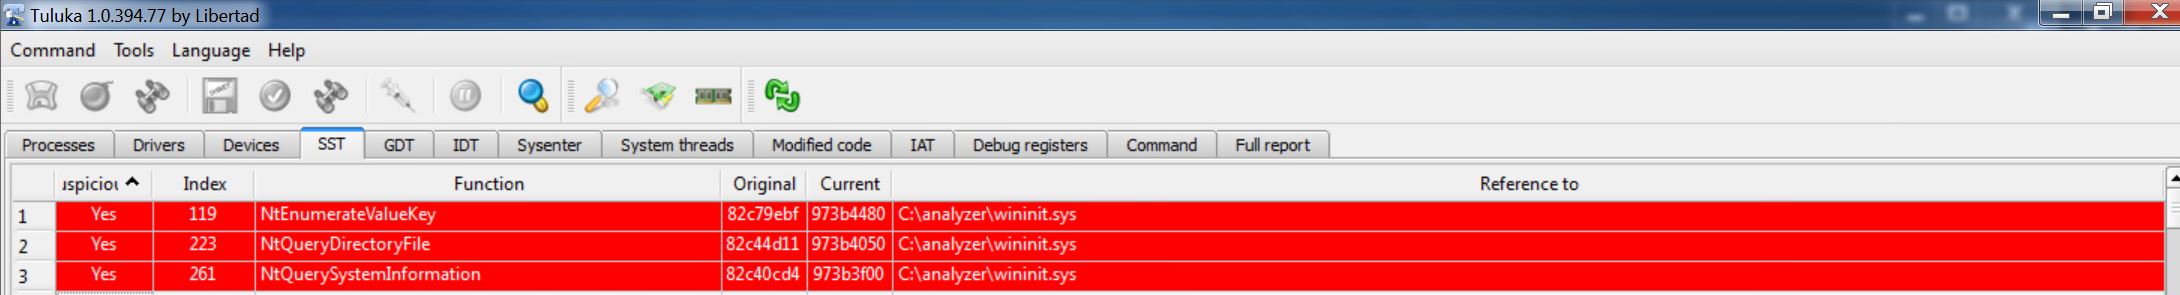 Tuluka 1.0.394.77 by Libertad
Command Tools Language Help
Processes Drivers Devices SST GDT IDT Sysenter System threads Modified code IAT Debug registers Command Full report
uspiciou Index Function Original Current Reference to
1 Yes 119 NtEnumerateValueKey 82c79ebf 973b4480 C:\analyzer\wininit.sys
2 Yes 223 NtQueryDirectoryFile 82c44d11 973b4050 C:\analyzer\wininit.sys
3 Yes 261 NtQuerySystemInformation 82c40cd4 973b3f00 C:\analyzer\wininit.sys